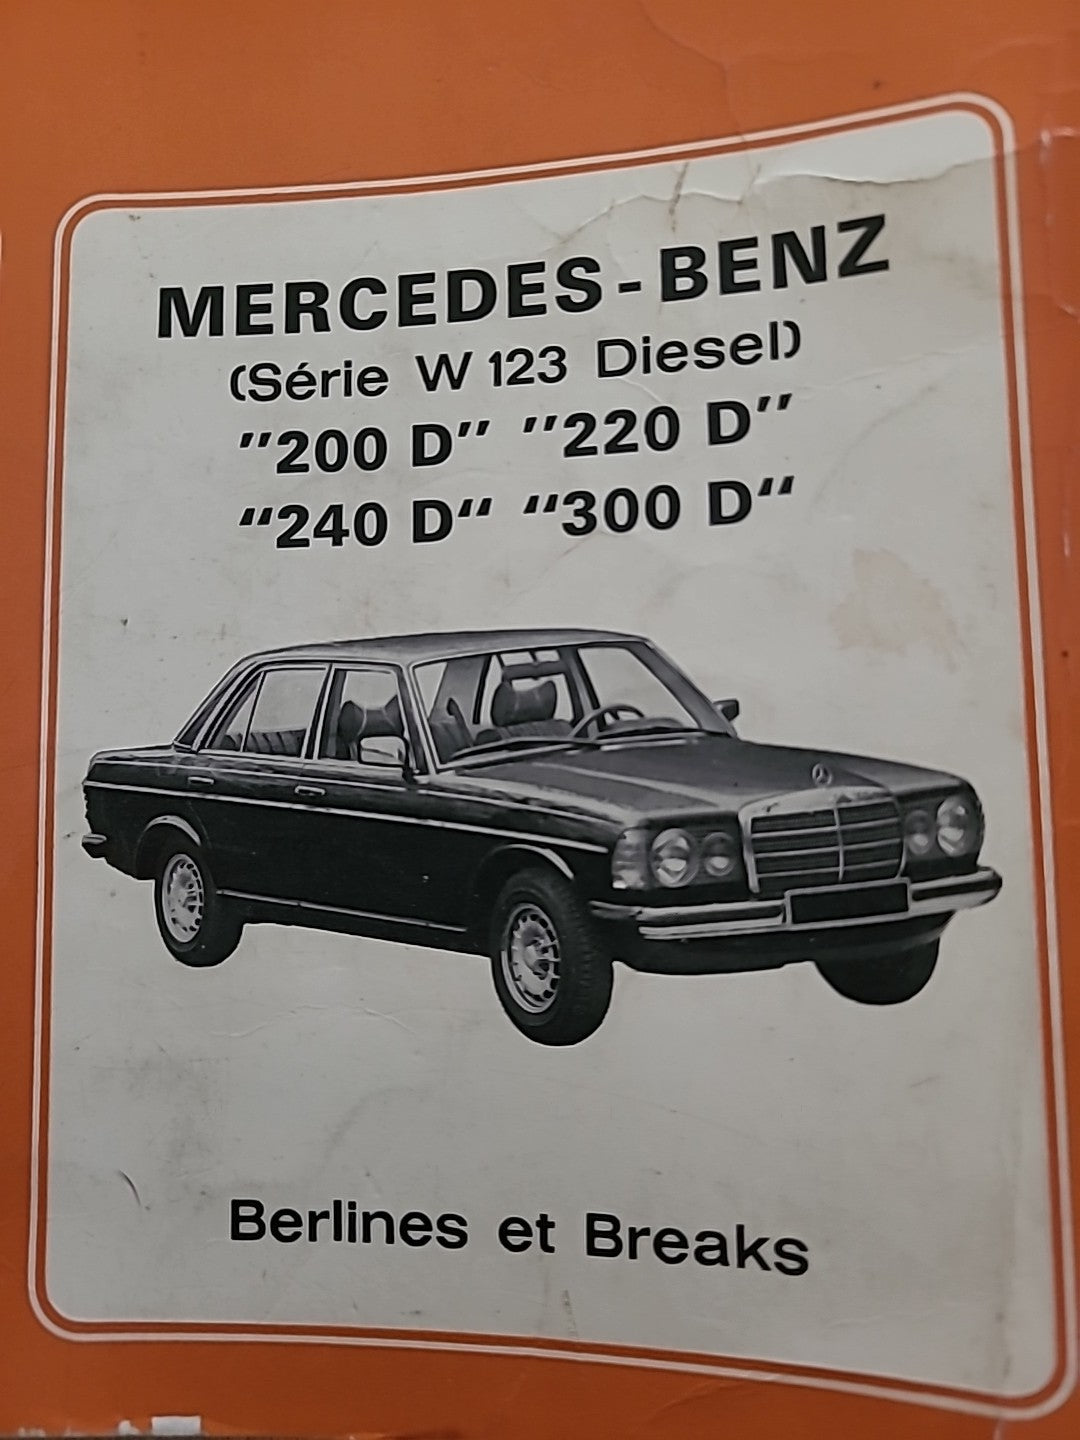 MERCEDES-BENZ
(Série W 123 Diesel)
"200 D" "220 D"
"240 D" "300 D"
Berlines et Breaks